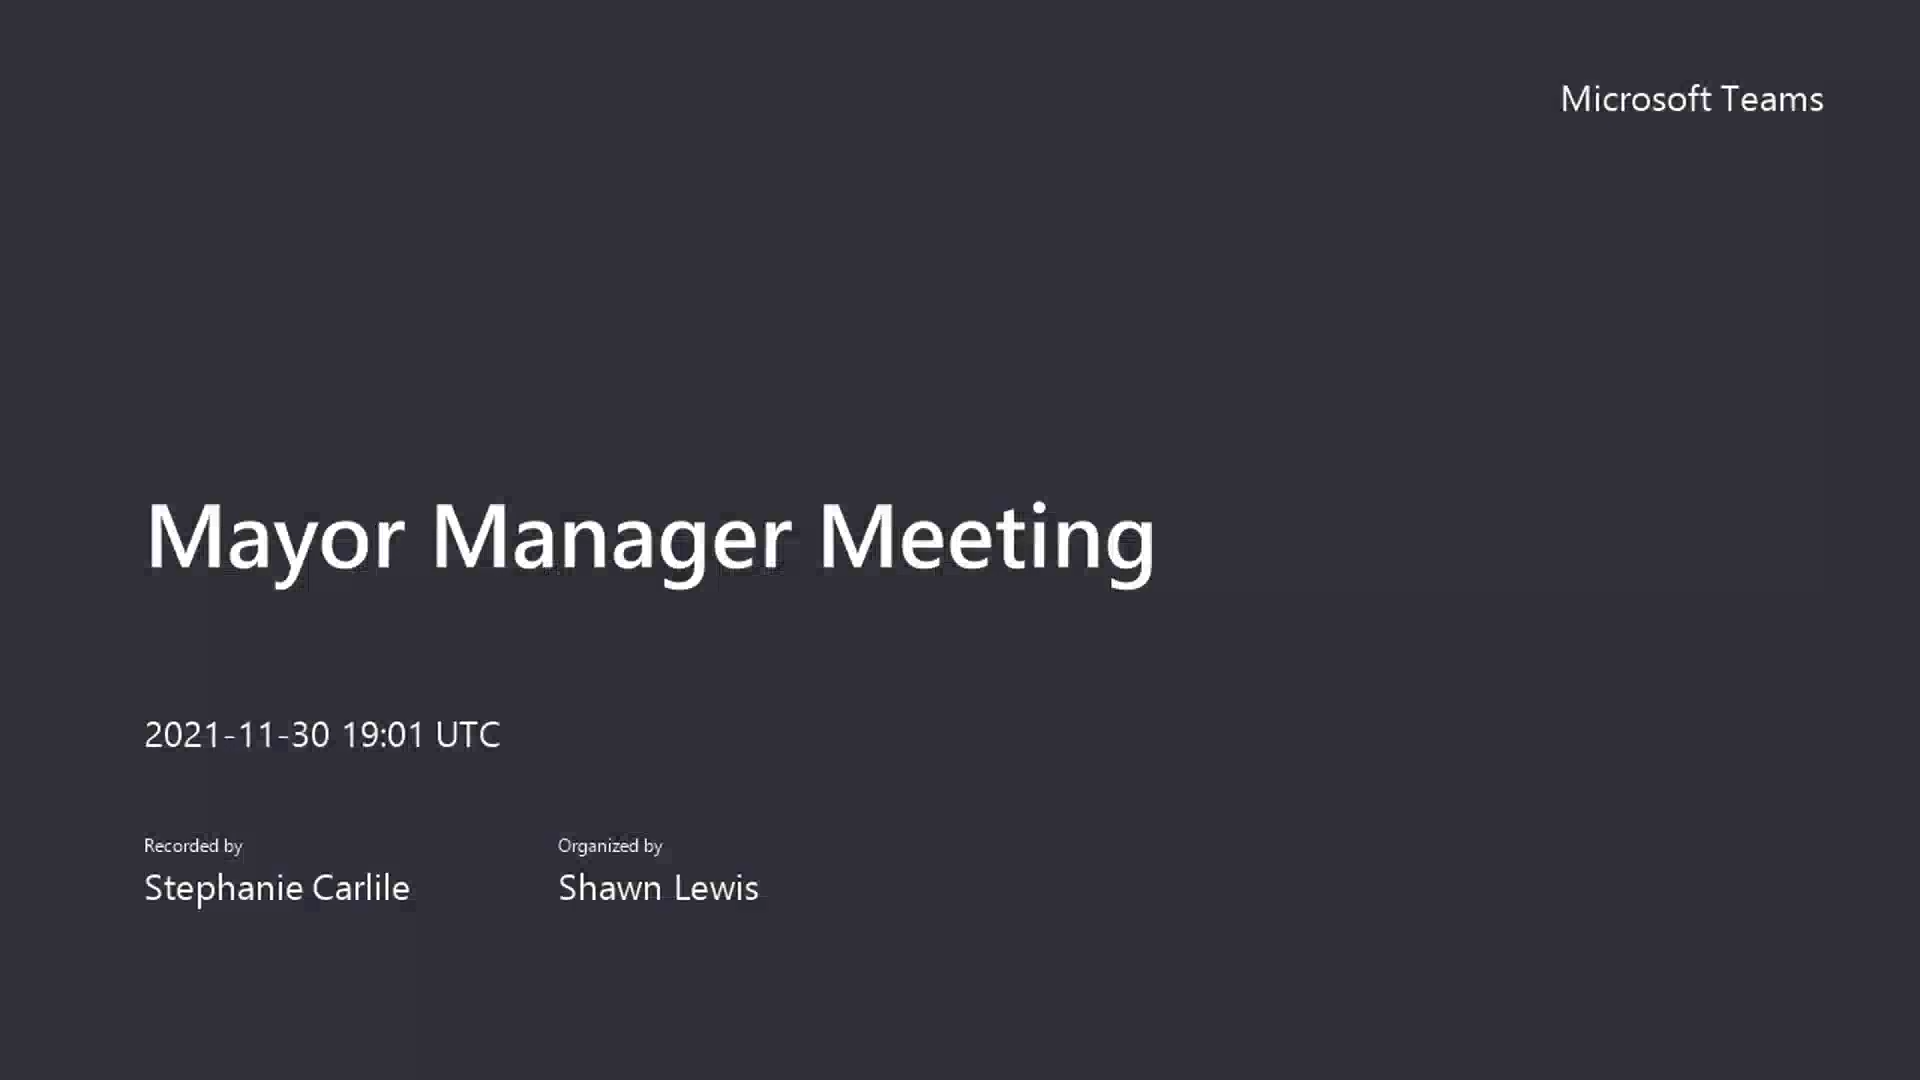 Microsoft Teams
Mayor Manager Meeting
2021-11-30 19:01 UTC
Recorded by
Stephanie Carlile
Organized by
Shawn Lewis